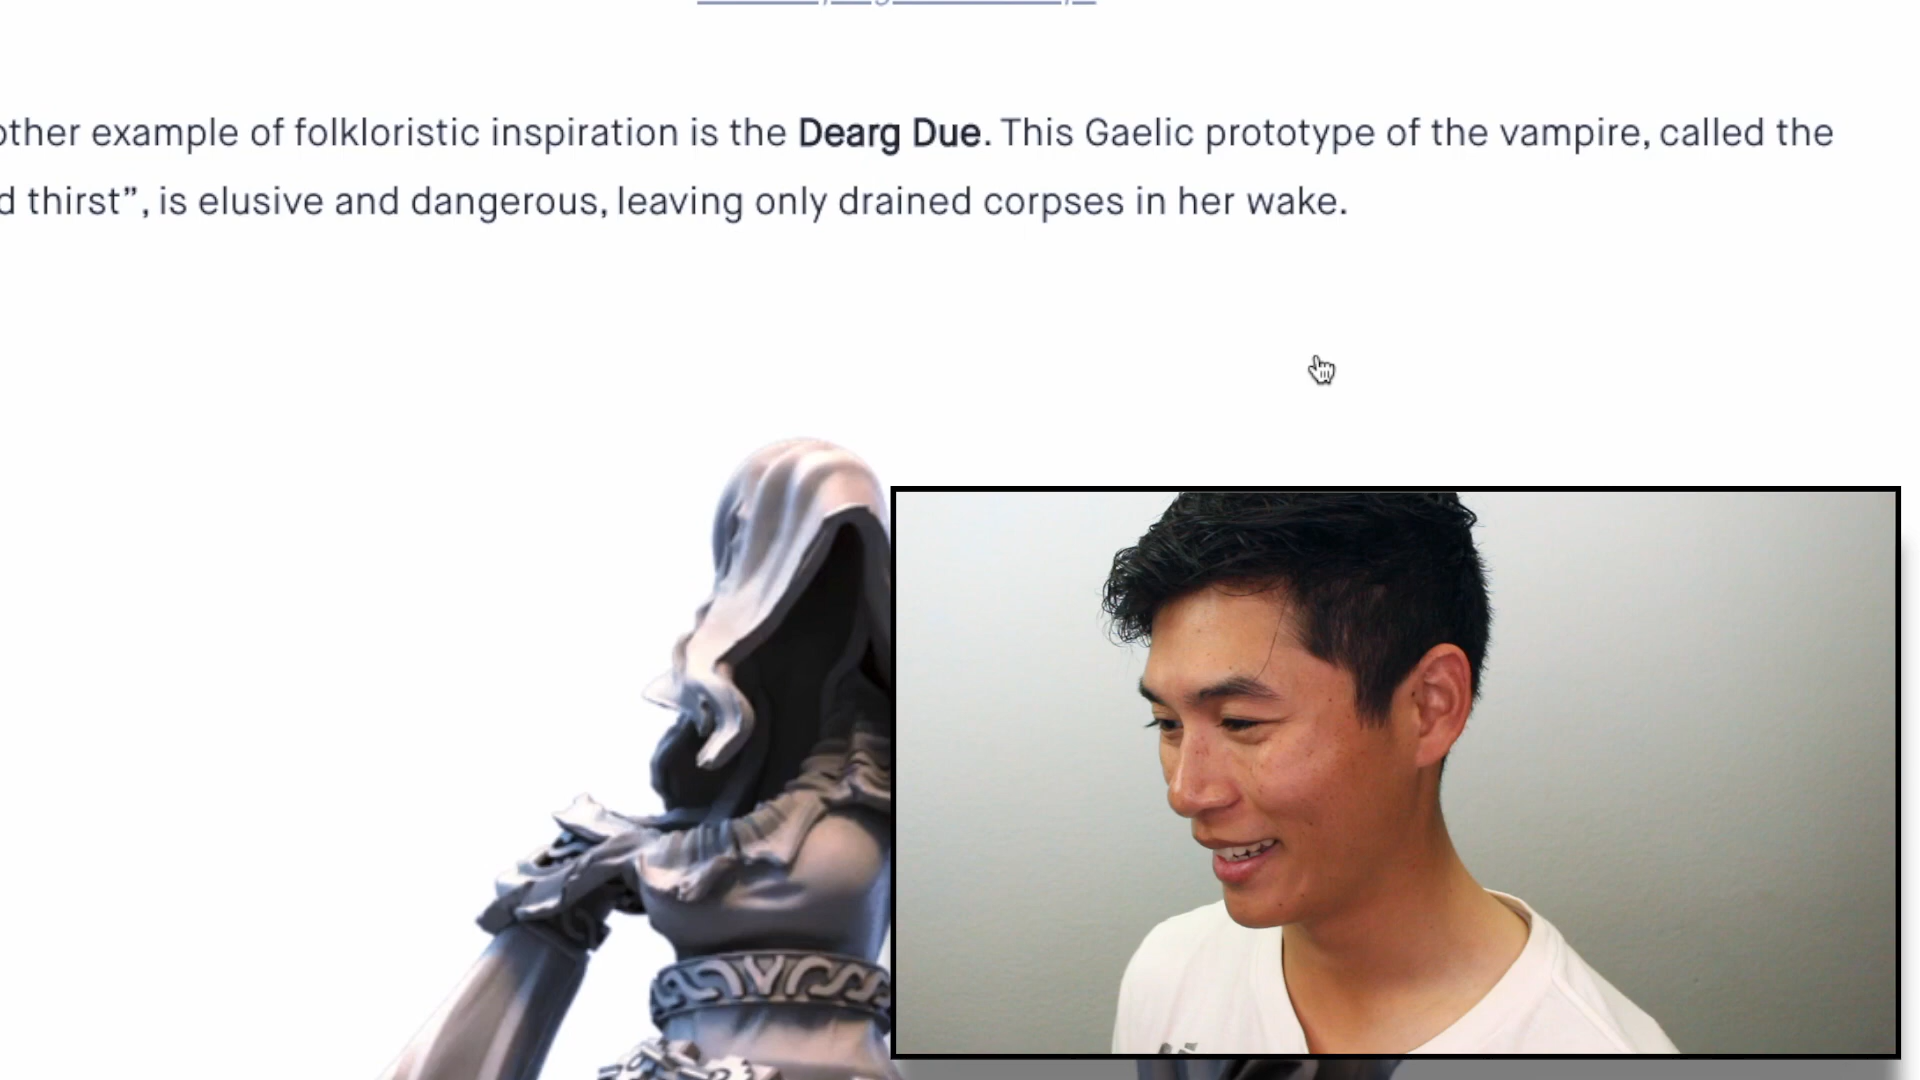 other example of folkloristic inspiration is the Dearg Due. This Gaelic prototype of the vampire, called the
d thirst”, is elusive and dangerous, leaving only drained corpses in her wake.